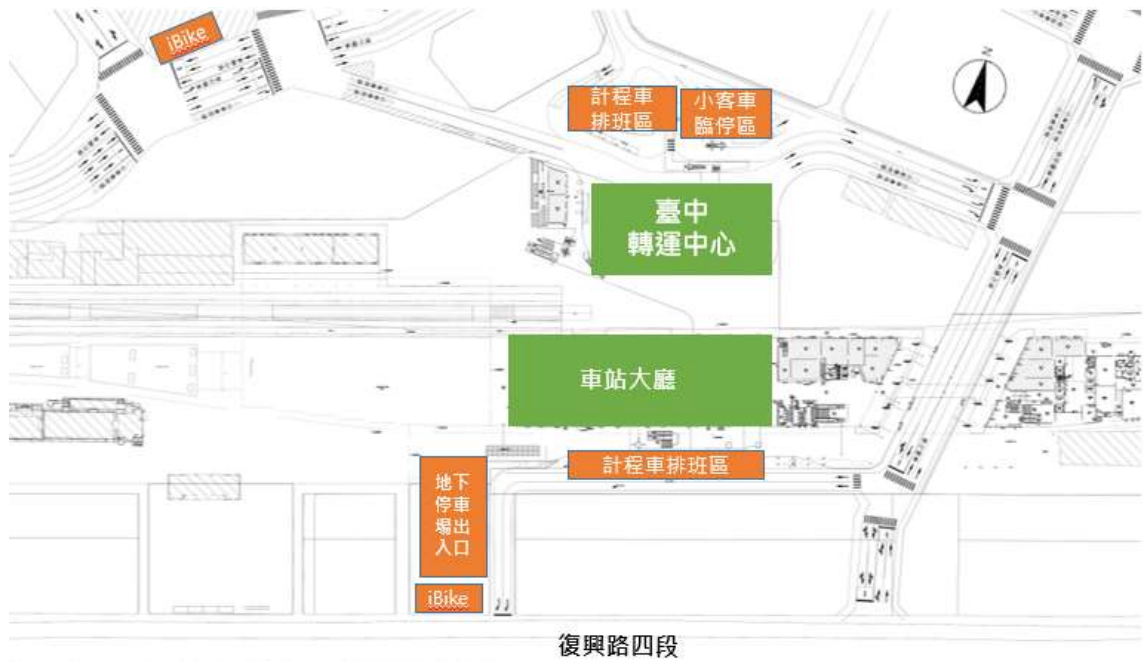 iBike
N
計程車
排班區
小客車
臨停區
臺中
轉運中心
車站大廳
計程車排班區
地下
停車
場出
入口
iBike
復興路四段